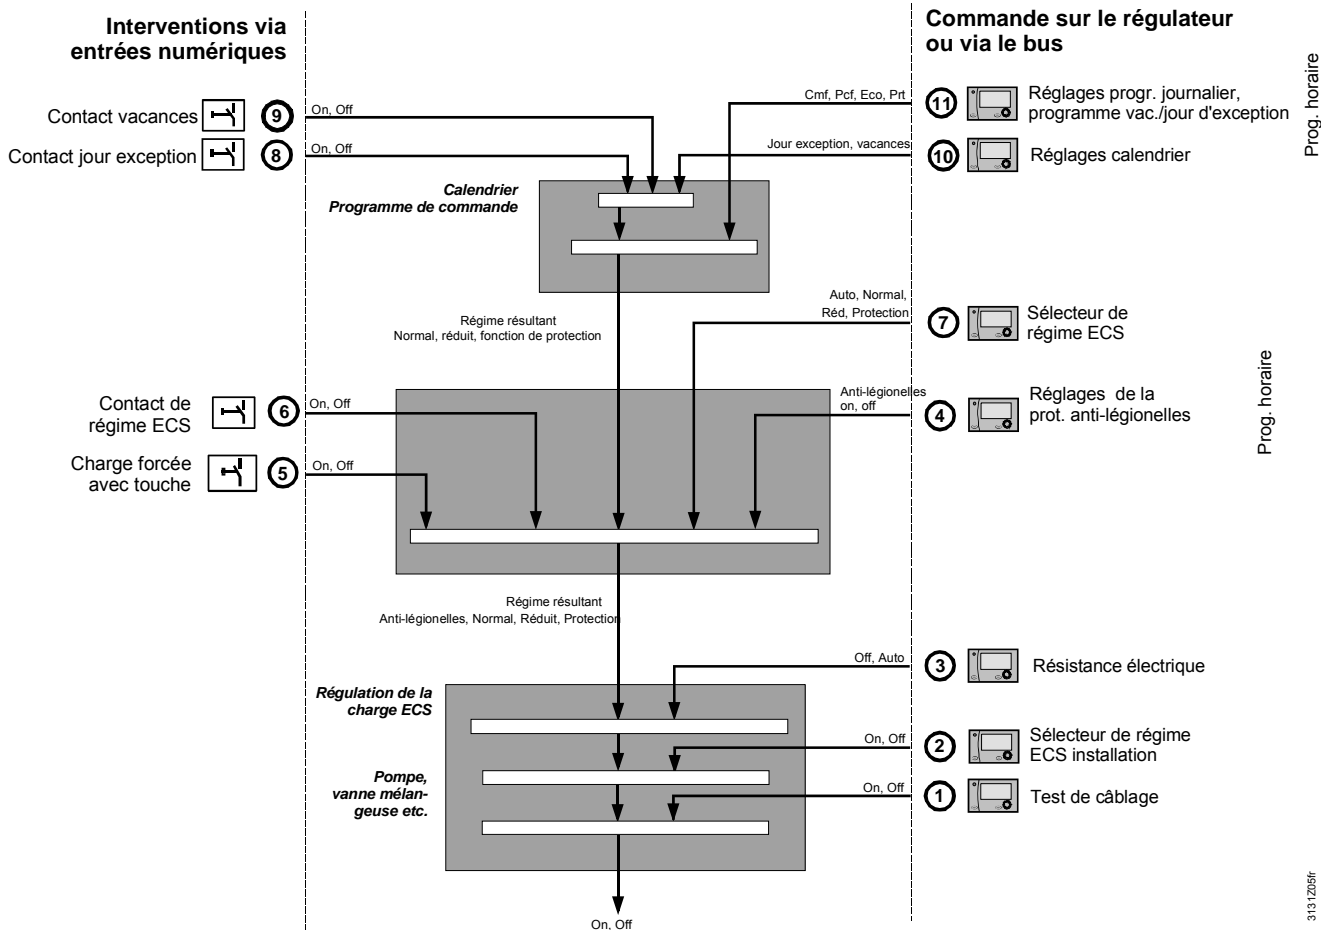 Interventions via
entrées numériques
Commande sur le régulateur
ou via le bus
Prog. horaire
Contact vacances
9
On, Off
Cmf, Pcf, Eco, Prt
11
Réglages progr. journalier,
programme vac./jour d'exception
Contact jour exception
8
On, Off
Jour exception, vacances
10
Réglages calendrier
Calendrier
Programme de commande
Régime résultant
Normal, réduit, fonction de protection
Auto, Normal,
Réd, Protection
7
Sélecteur de
régime ECS
Prog. horaire
Contact de
régime ECS
6
On, Off
Anti-légionelles
on, off
4
Réglages de la
prot. anti-légionelles
Charge forcée
avec touche
5
On, Off
Régime résultant
Anti-légionelles, Normal, Réduit, Protection
Off, Auto
3
Résistance électrique
Régulation de la
charge ECS
On, Off
2
Sélecteur de régime
ECS installation
Pompe,
vanne mélan-
geuse etc.
On, Off
1
Test de câblage
On, Off
3131Z05fr